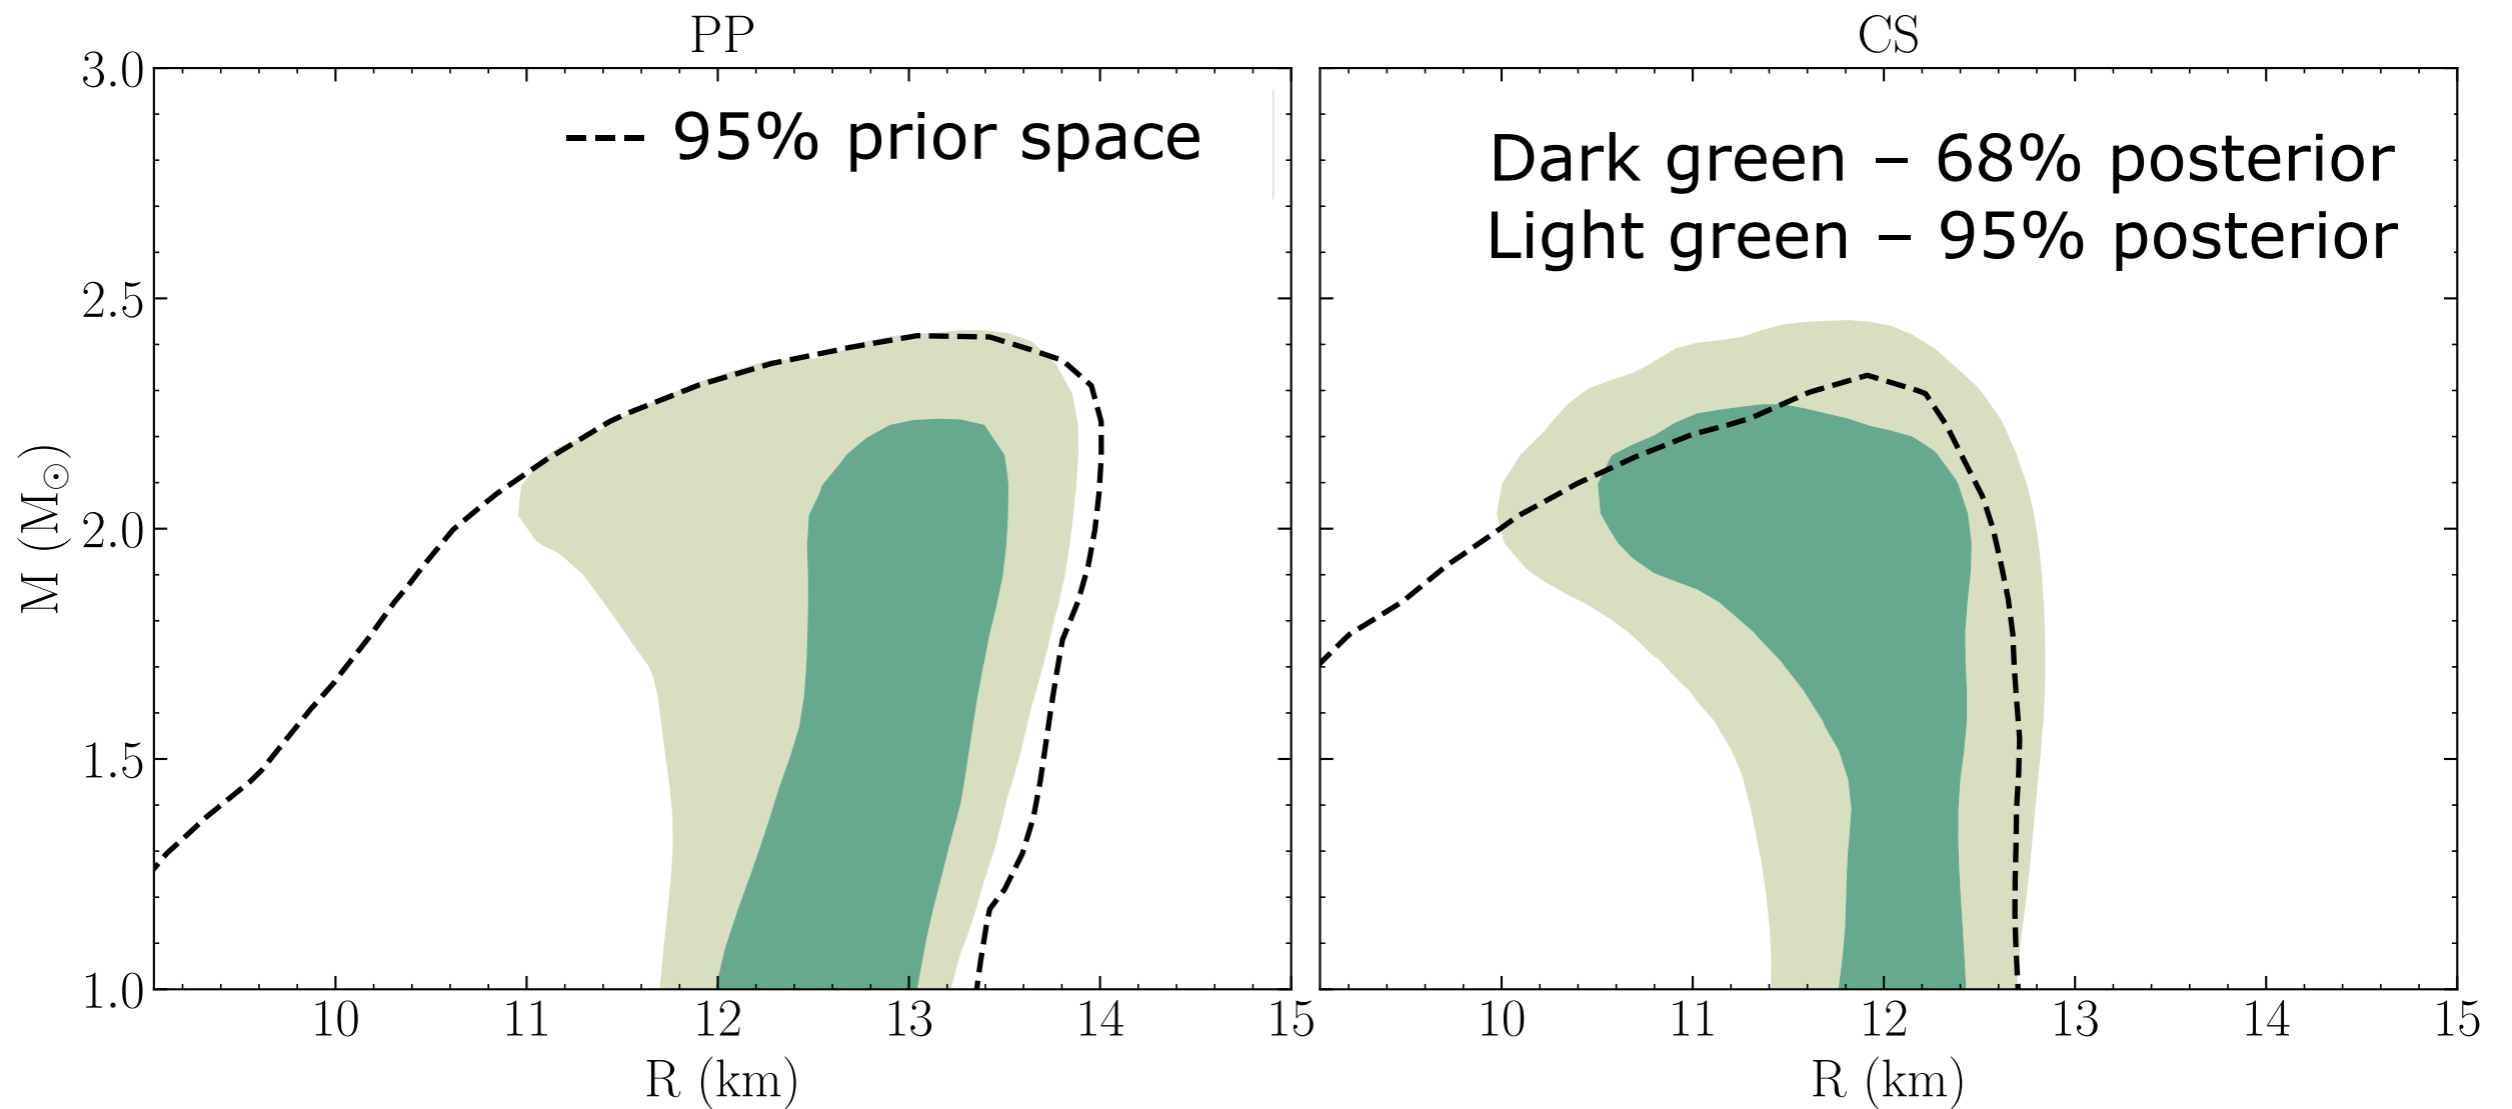 PP
CS
--- 95% prior space
Dark green – 68% posterior
Light green – 95% posterior
M (M⊙)
3.0
2.5
2.0
1.5
1.0
10 11 12 13 14 15
10 11 12 13 14 15
R (km)
R (km)